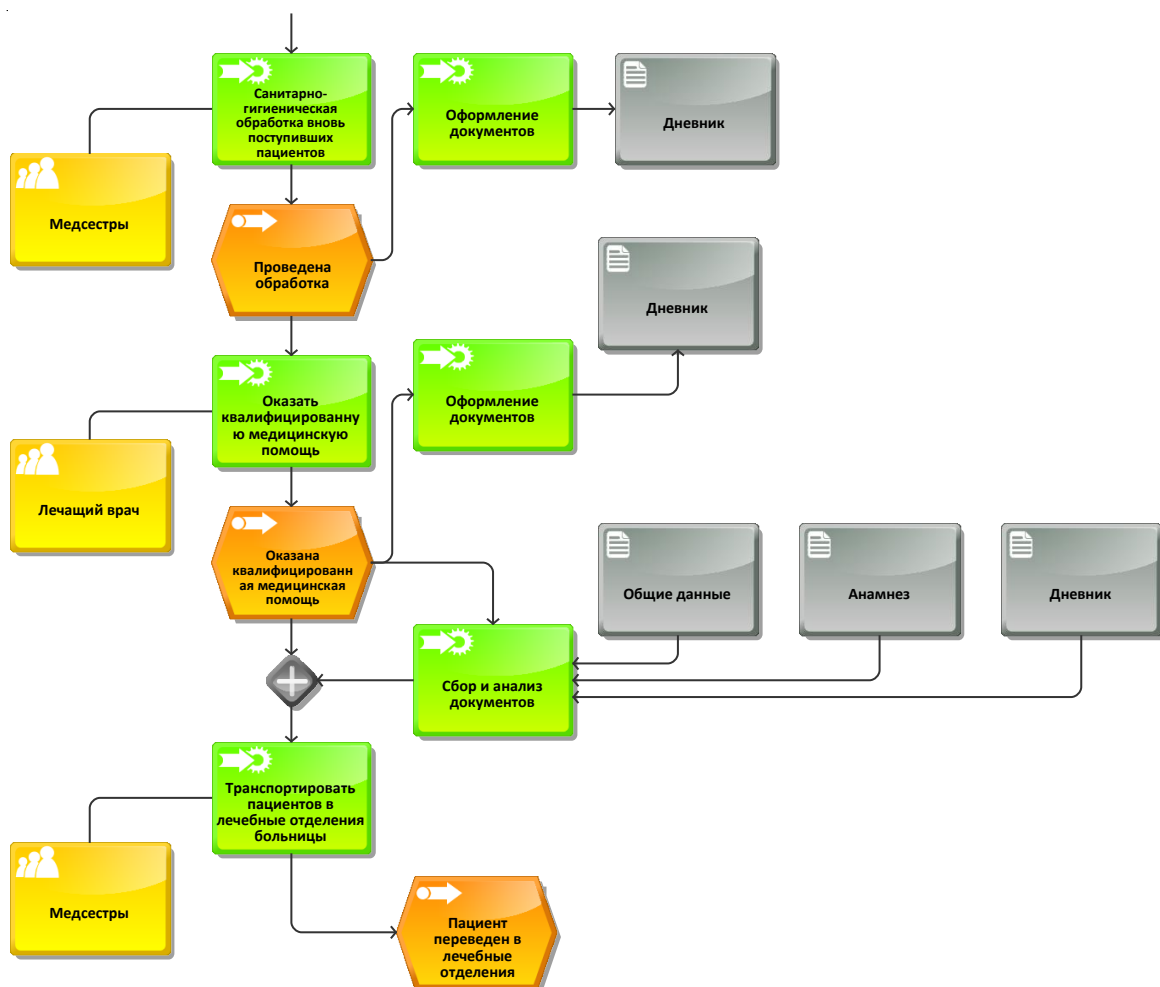 Санитарно-
гигиеническая
обработка вновь
поступивших
пациентов
Оформление
документов
Дневник
Медсестры
Проведена
обработка
Дневник
Оказать
квалифицированну
ю медицинскую
помощь
Оформление
документов
Лечащий врач
Оказана
квалифицированн
ая медицинская
помощь
Общие данные
Анамнез
Дневник
Сбор и анализ
документов
Транспортировать
пациентов в
лечебные отделения
больницы
Медсестры
Пациент
переведен в
лечебные
отделения